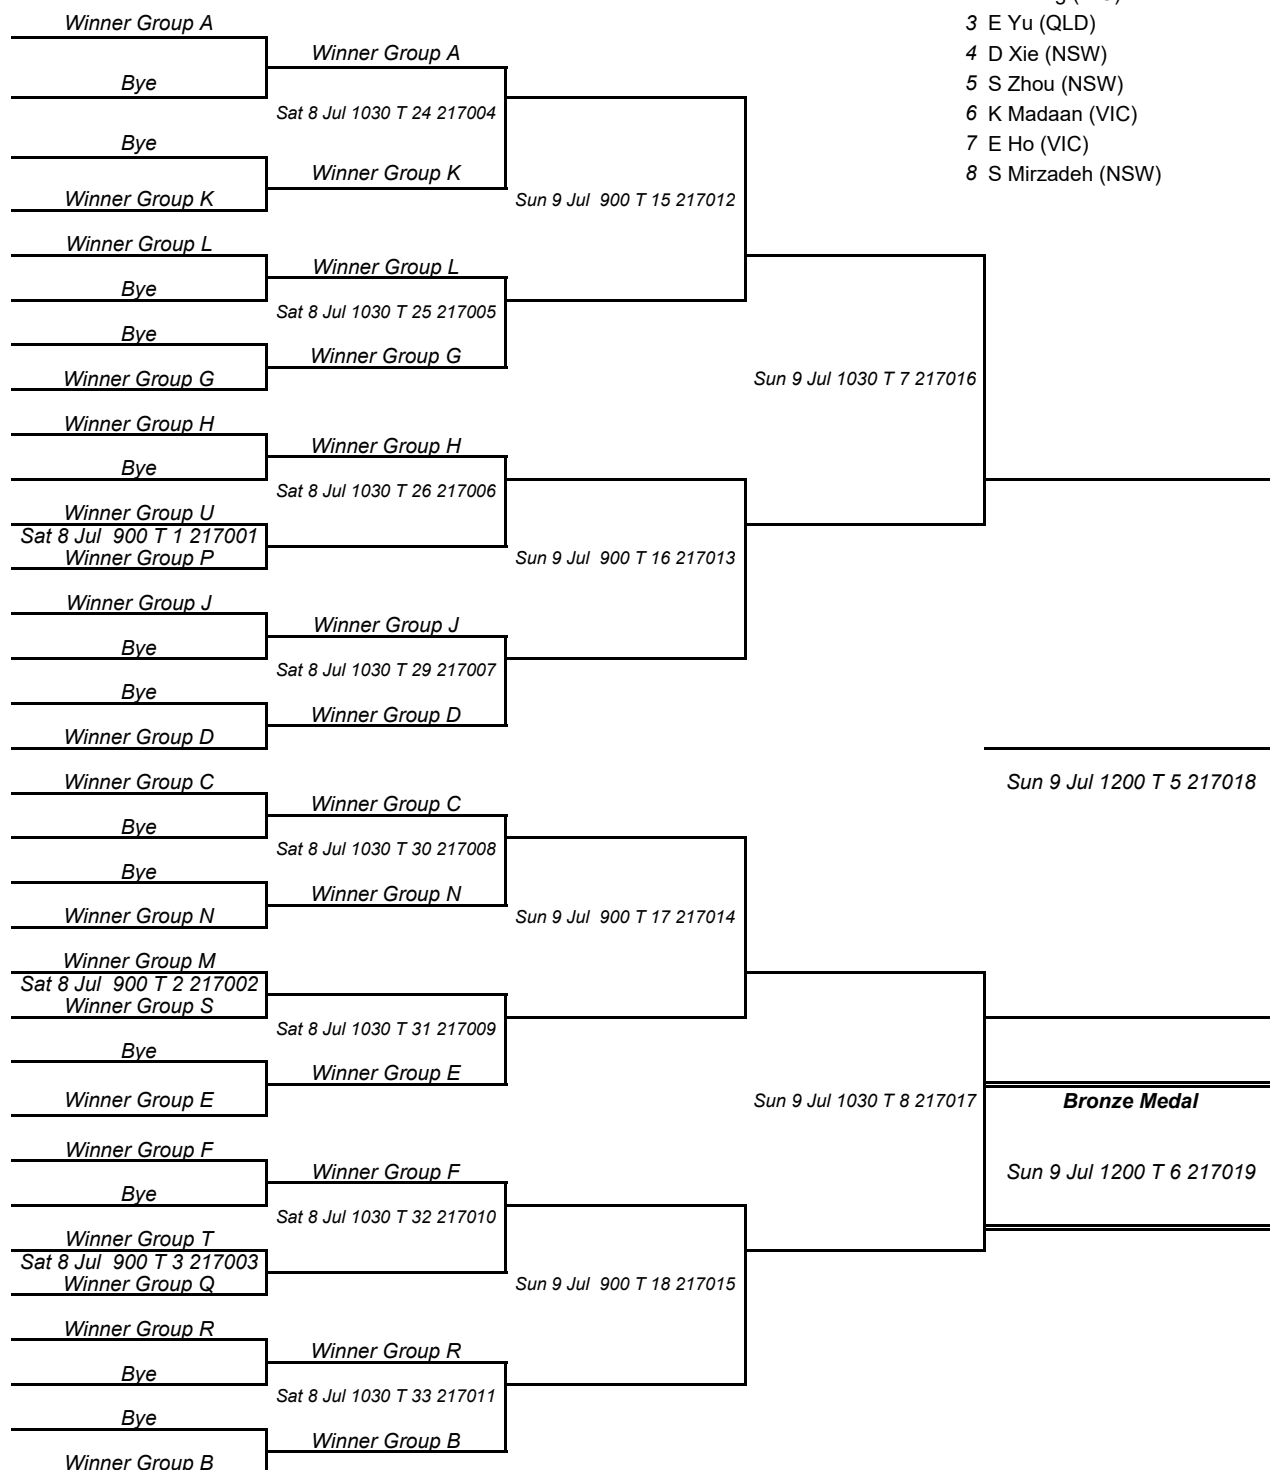 Winner Group A
Bye
Bye
Winner Group K
Winner Group L
Bye
Bye
Winner Group G
Winner Group H
Bye
Winner Group U
Sat 8 Jul 900 T 1 217001
Winner Group P
Winner Group J
Bye
Bye
Winner Group D
Winner Group C
Bye
Bye
Winner Group N
Winner Group M
Sat 8 Jul 900 T 2 217002
Winner Group S
Bye
Winner Group E
Winner Group F
Bye
Winner Group T
Sat 8 Jul 900 T 3 217003
Winner Group Q
Winner Group R
Bye
Bye
Winner Group B
Winner Group A
Sat 8 Jul 1030 T 24 217004
Winner Group K
Winner Group L
Sat 8 Jul 1030 T 25 217005
Winner Group G
Winner Group H
Sat 8 Jul 1030 T 26 217006
Winner Group J
Sat 8 Jul 1030 T 29 217007
Winner Group D
Winner Group C
Sat 8 Jul 1030 T 30 217008
Winner Group N
Sat 8 Jul 1030 T 31 217009
Winner Group E
Winner Group F
Sat 8 Jul 1030 T 32 217010
Winner Group R
Sat 8 Jul 1030 T 33 217011
Winner Group B
Sun 9 Jul 900 T 15 217012
Sun 9 Jul 900 T 16 217013
Sun 9 Jul 900 T 17 217014
Sun 9 Jul 900 T 18 217015
Sun 9 Jul 1030 T 7 217016
Sun 9 Jul 1030 T 8 217017
3 E Yu (QLD)
4 D Xie (NSW)
5 S Zhou (NSW)
6 K Madaan (VIC)
7 E Ho (VIC)
8 S Mirzadeh (NSW)
Sun 9 Jul 1200 T 5 217018
Bronze Medal
Sun 9 Jul 1200 T 6 217019